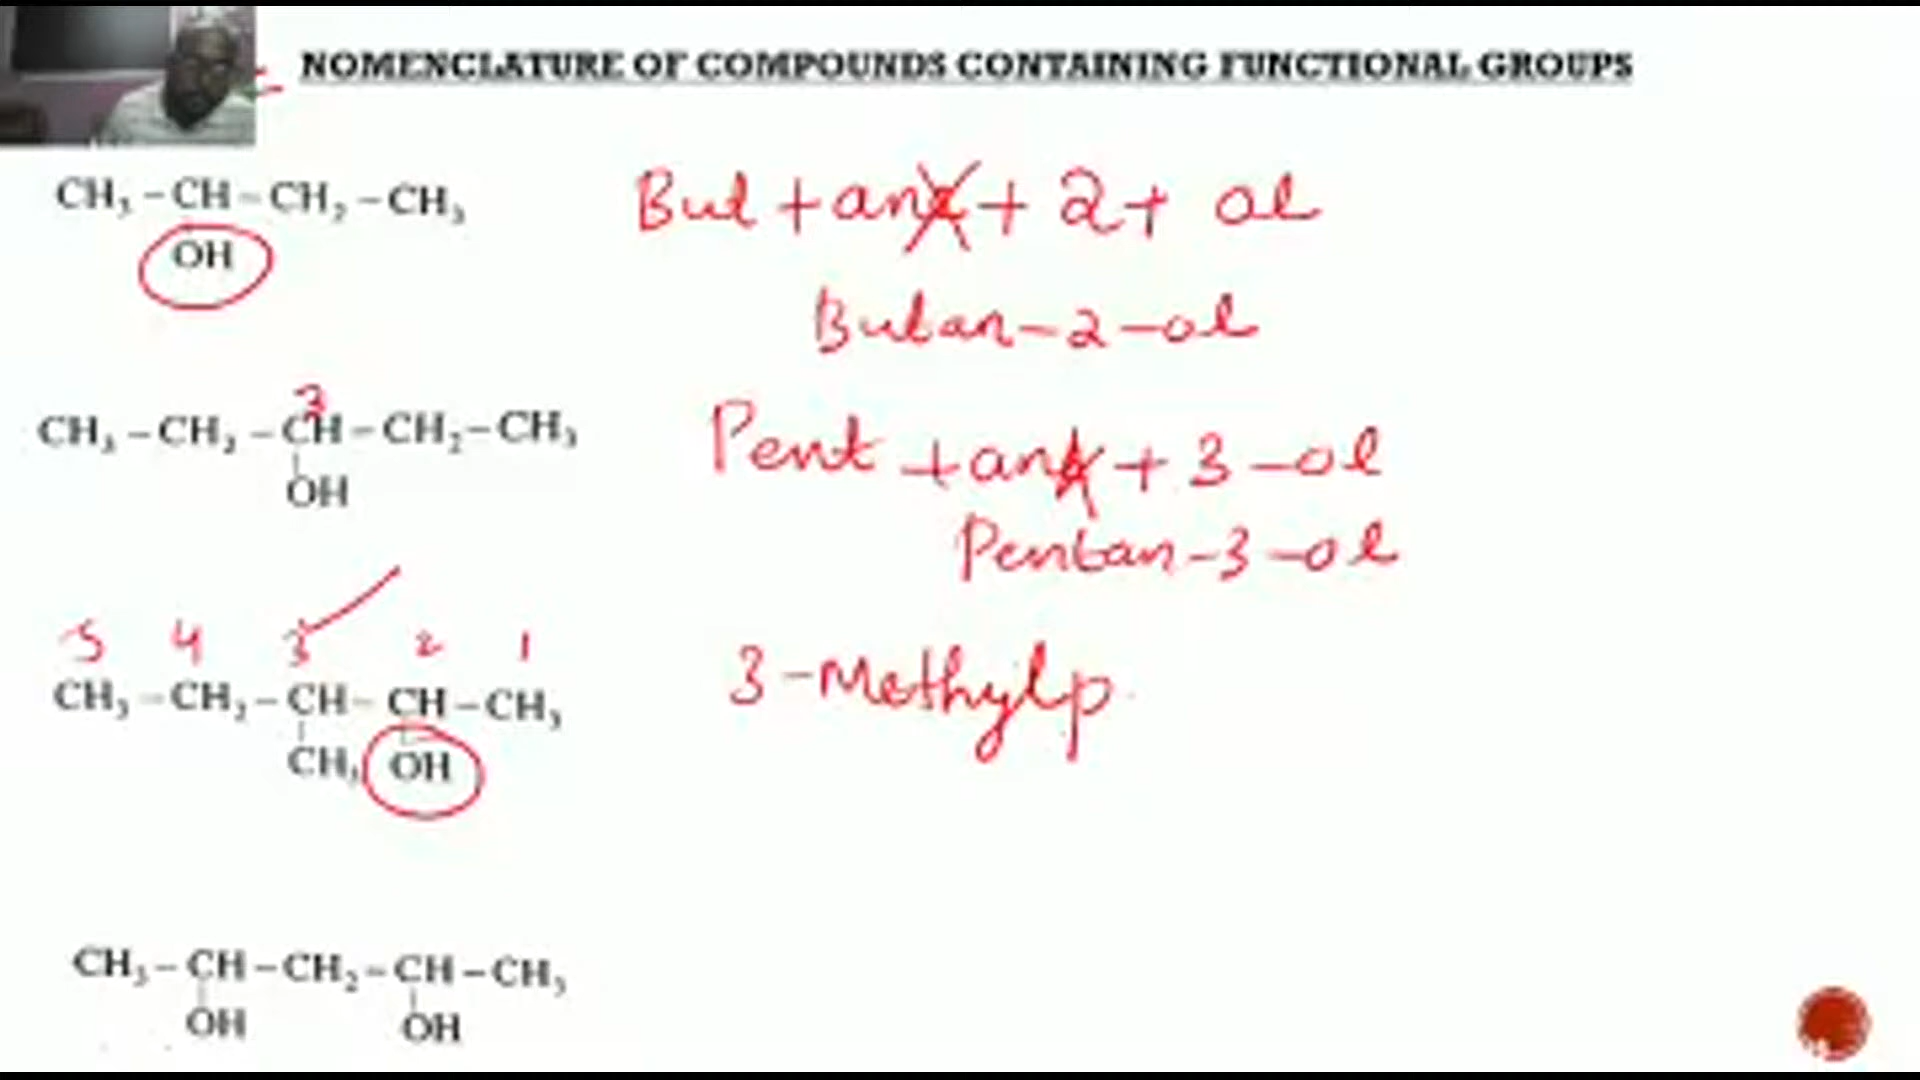 NOMENCLATURE OF COMPOUNDS CONTAINING FUNCTIONAL GROUPS
CH₃-CH-CH₂-CH₃
OH
But + ane + 2 + ol
Butan-2-ol
3
CH₃-CH₂-CH-CH₂-CH₃
OH
Pent + ane + 3-ol
Pentan-3-ol
5 4 3 2 1
CH₃-CH₂-CH-CH-CH₃
CH₃ OH
3-Methylp
CH₃-CH-CH₂-CH-CH₃
OH OH